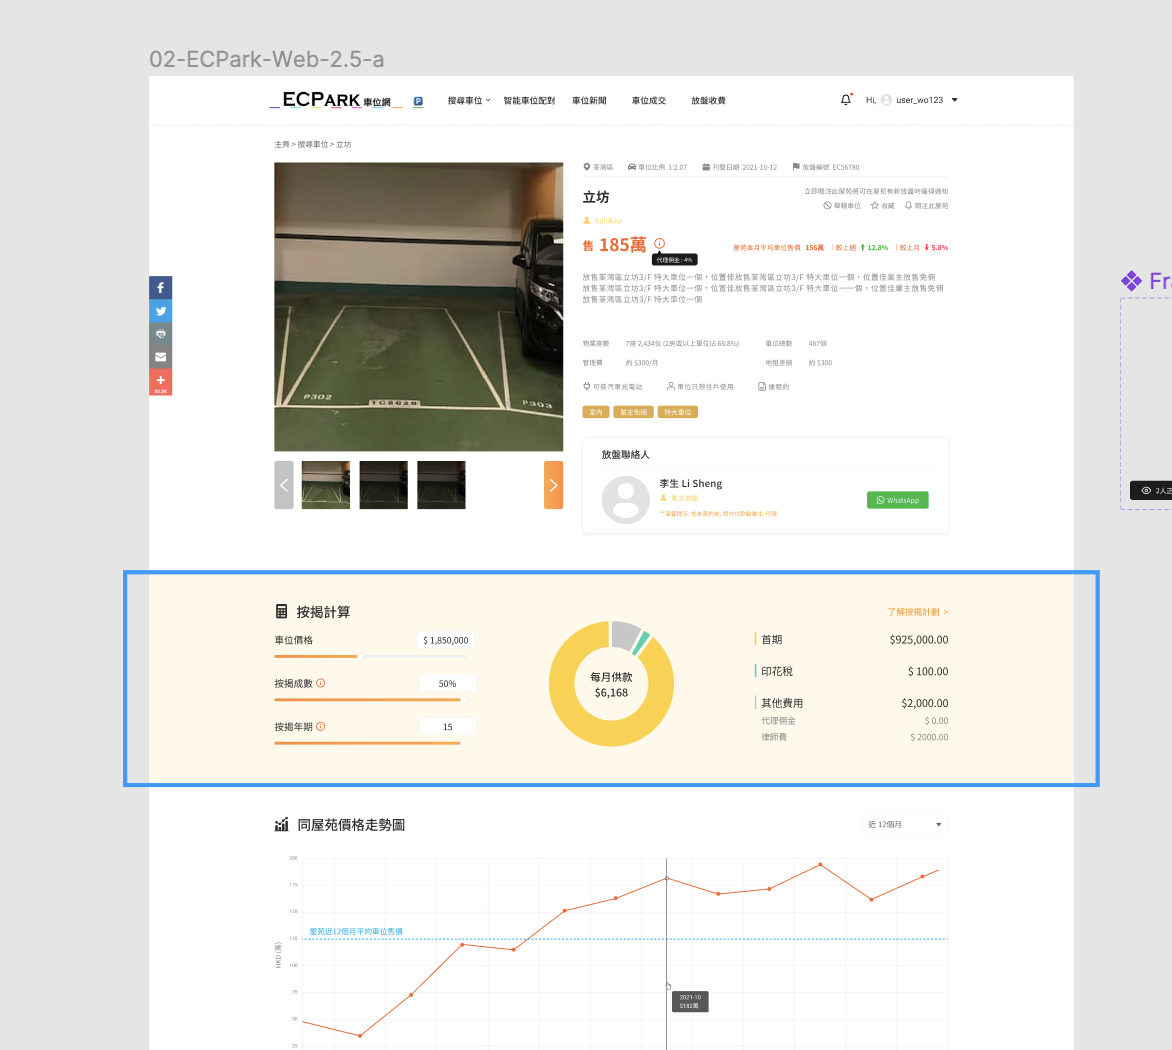 02-ECPark-Web-2.5-a
ECPARK 車位網
搜尋車位 智能車位配對 車位新聞 車位成交 放盤收費
Hi, user_wo123
主頁 > 搜尋車位 > 立坊
荃灣區 車位比例 1:2.07 刊登日期 2021-10-12 放盤編號 EC56780
立坊
立即關注此屋苑將可在屋苑有新放盤時獲得通知
舉報車位 收藏 關注此屋苑
fujilikayi
售 185萬
屋苑本月平均車位售價 156萬 | 較上週 12.8% | 較上月 5.8%
代理佣金 : 4%
放售荃灣區立坊3/F 特大車位一個，位置佳放售荃灣區立坊3/F 特大車位一個，位置佳業主放售免佣
放售荃灣區立坊3/F 特大車位一個，位置佳放售荃灣區立坊3/F 特大車位一一個，位置佳業主放售免佣
放售荃灣區立坊3/F 特大車位一個
物業座數 7座 2,434伙 (2房或以上單位佔 68.8%) 車位總數 487個
管理費 約 $300/月 地租差餉 約 $300
可裝汽車充電站 車位只限住戶使用 連租約
室內 業主免佣 特大車位
P302
TG8028
P303
33.2K
放盤聯絡人
李生 Li Sheng
業主放盤
WhatsApp
Fra
2人正
按揭計算
了解按揭計劃 >
車位價格 $ 1,850,000
按揭成數 50%
按揭年期 15
每月供款
$6,168
首期 $925,000.00
印花稅 $ 100.00
其他費用 $2,000.00
代理佣金 $ 0.00
律師費 $ 2000.00
同屋苑價格走勢圖
近 12個月
HKD (萬)
200
175
150
125
100
75
50
25
屋苑近12個月平均車位售價
2021-10
$182萬